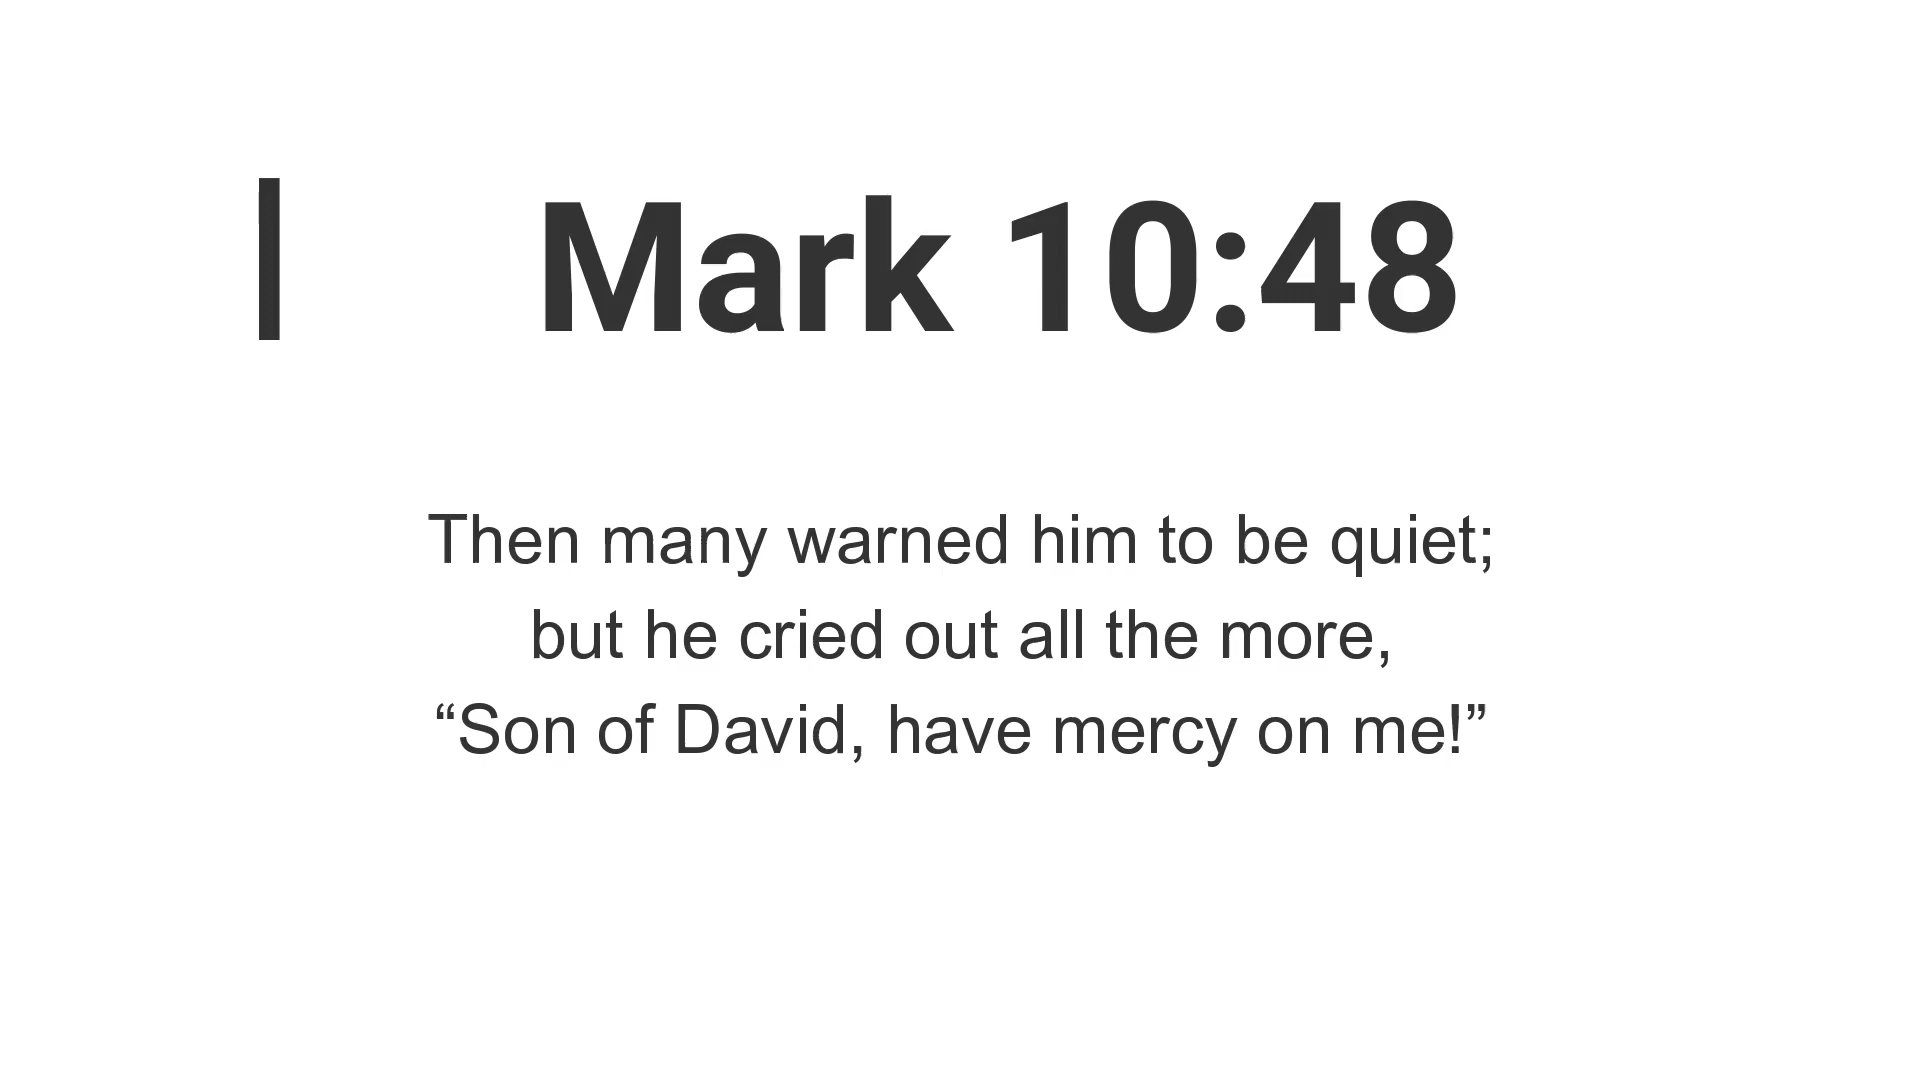 Mark 10:48
Then many warned him to be quiet;
but he cried out all the more,
“Son of David, have mercy on me!”